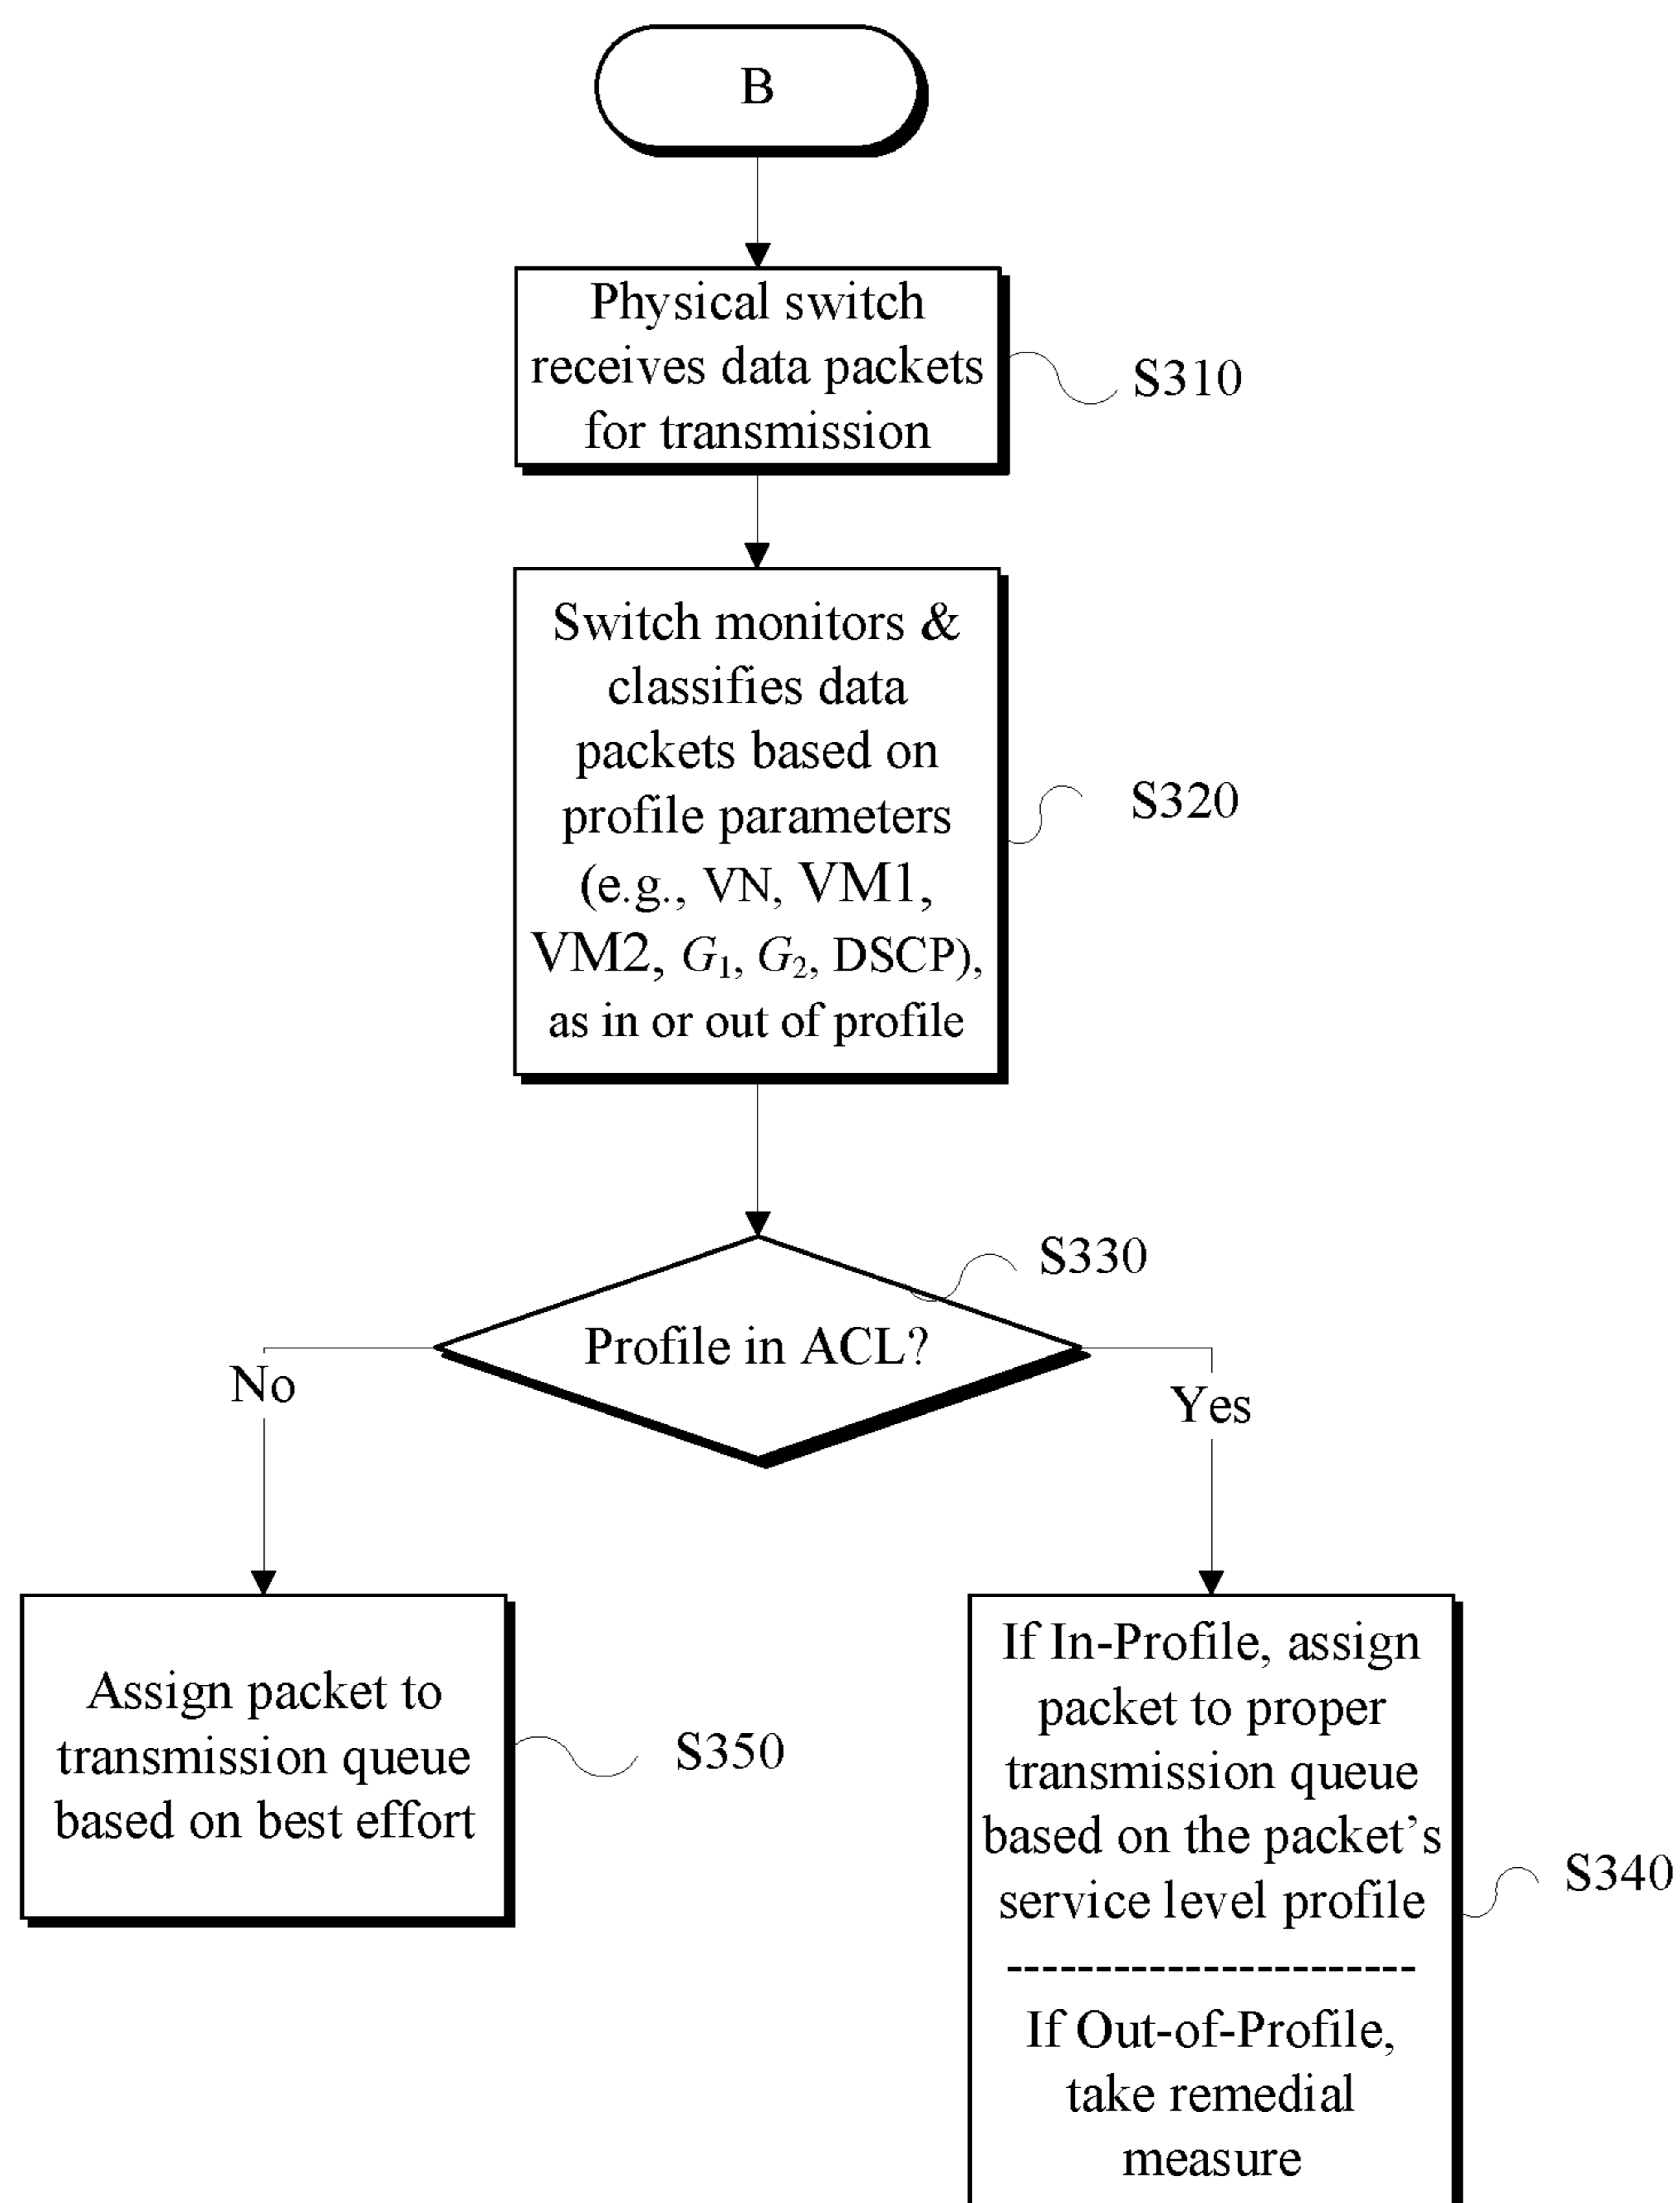 B
Physical switch
receives data packets
for transmission
S310
Switch monitors &
classifies data
packets based on
profile parameters
(e.g., VN, VM1,
VM2, G₁, G₂, DSCP),
as in or out of profile
S320
S330
Profile in ACL?
No
Yes
Assign packet to
transmission queue
based on best effort
S350
If In-Profile, assign
packet to proper
transmission queue
based on the packet’s
service level profile
-----------------------
If Out-of-Profile,
take remedial
measure
S340